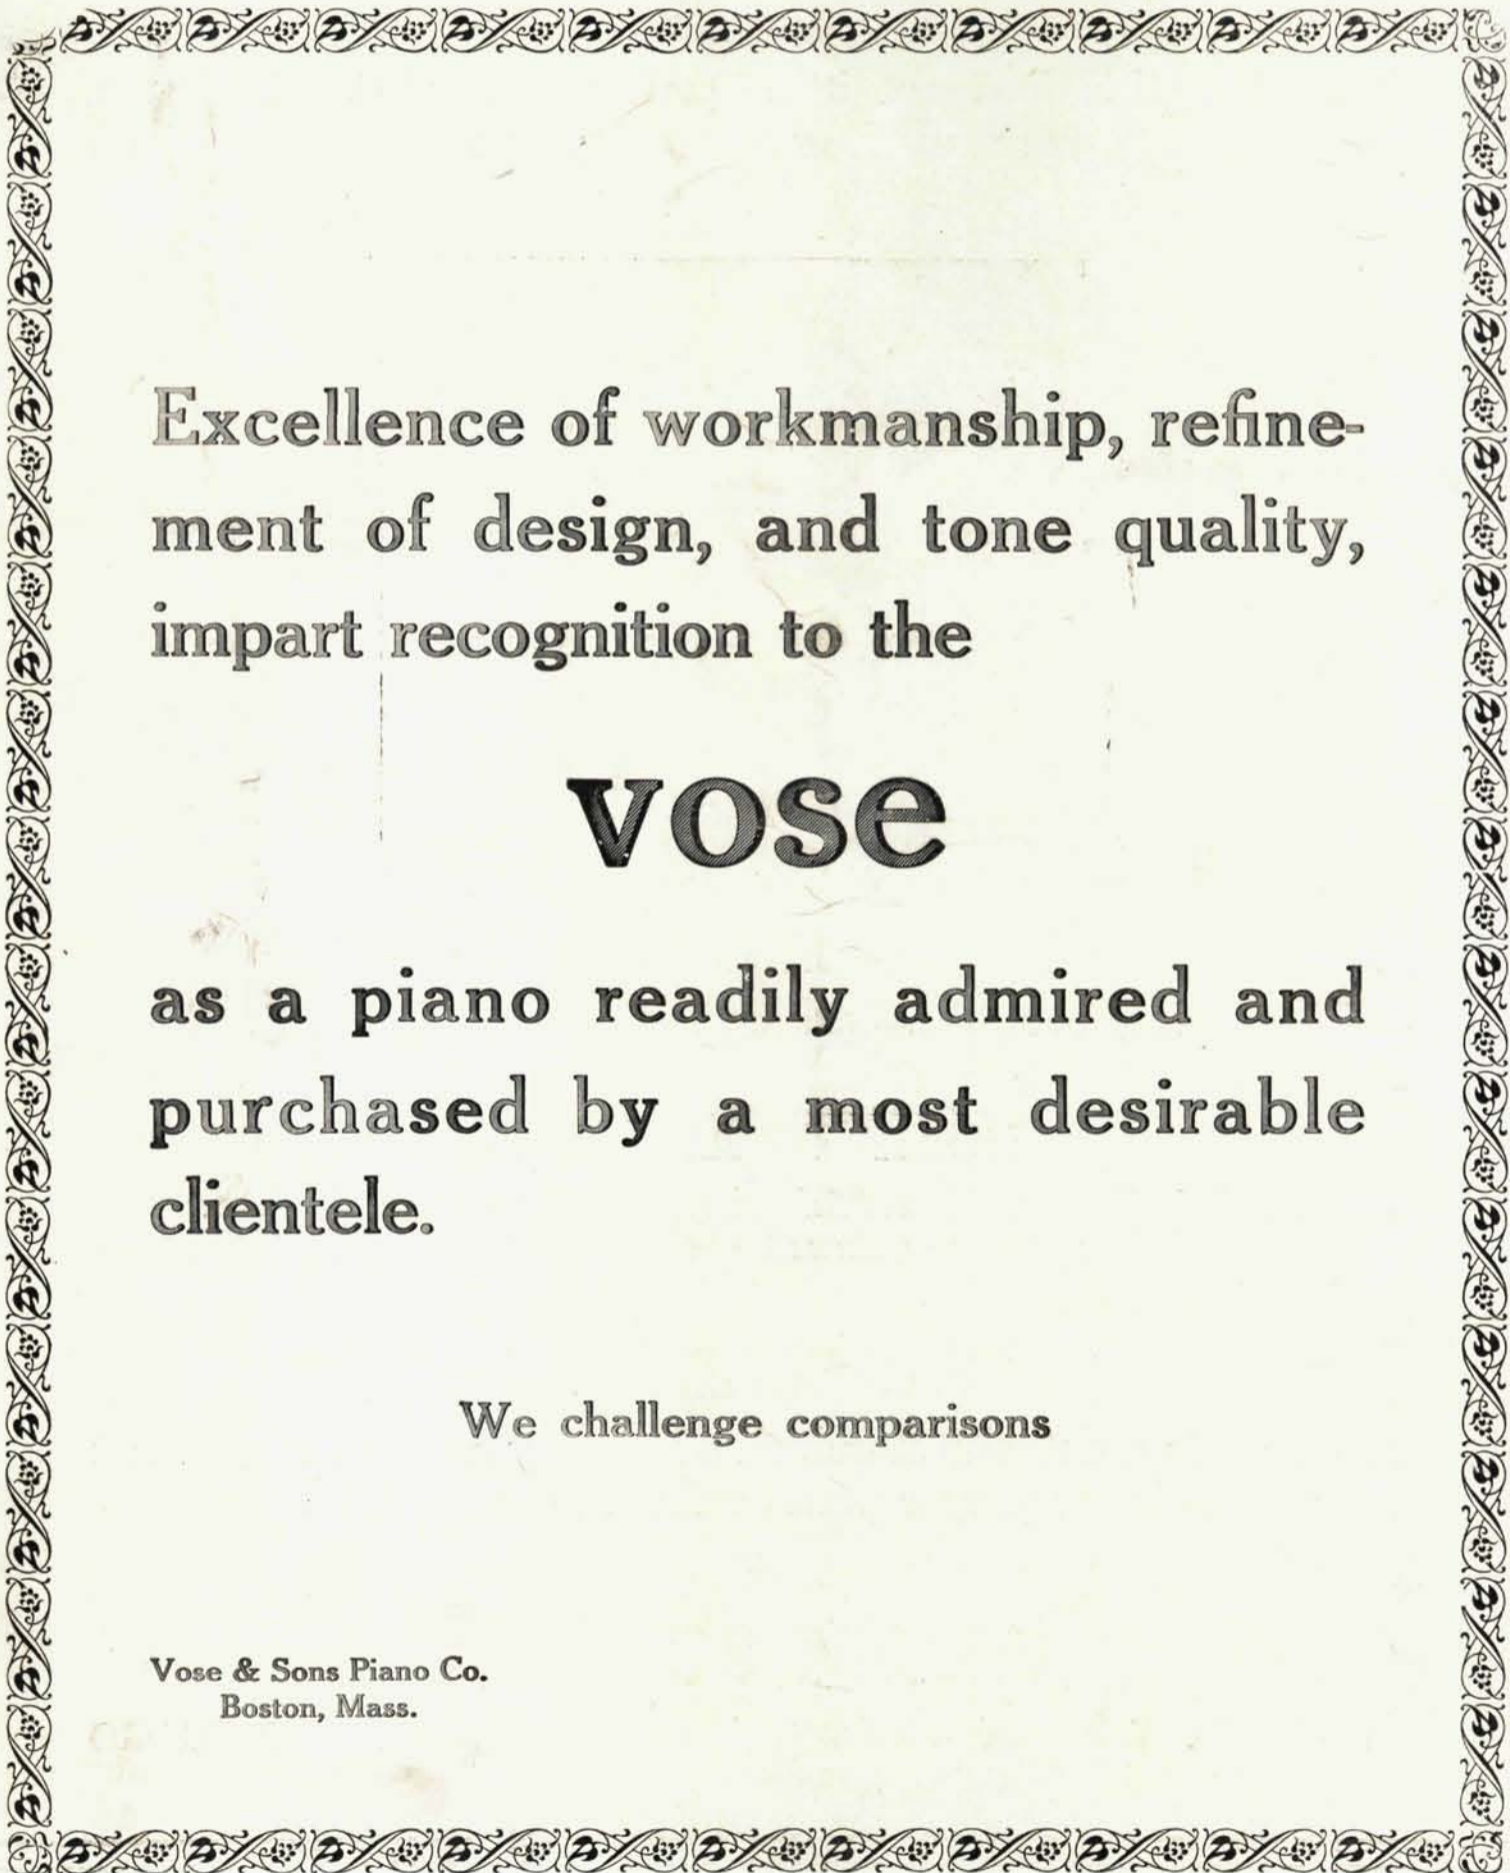 Excellence of workmanship, refine-
ment of design, and tone quality,
impart recognition to the
vose
as a piano readily admired and
purchased by a most desirable
clientele.
We challenge comparisons
Vose & Sons Piano Co.
Boston, Mass.